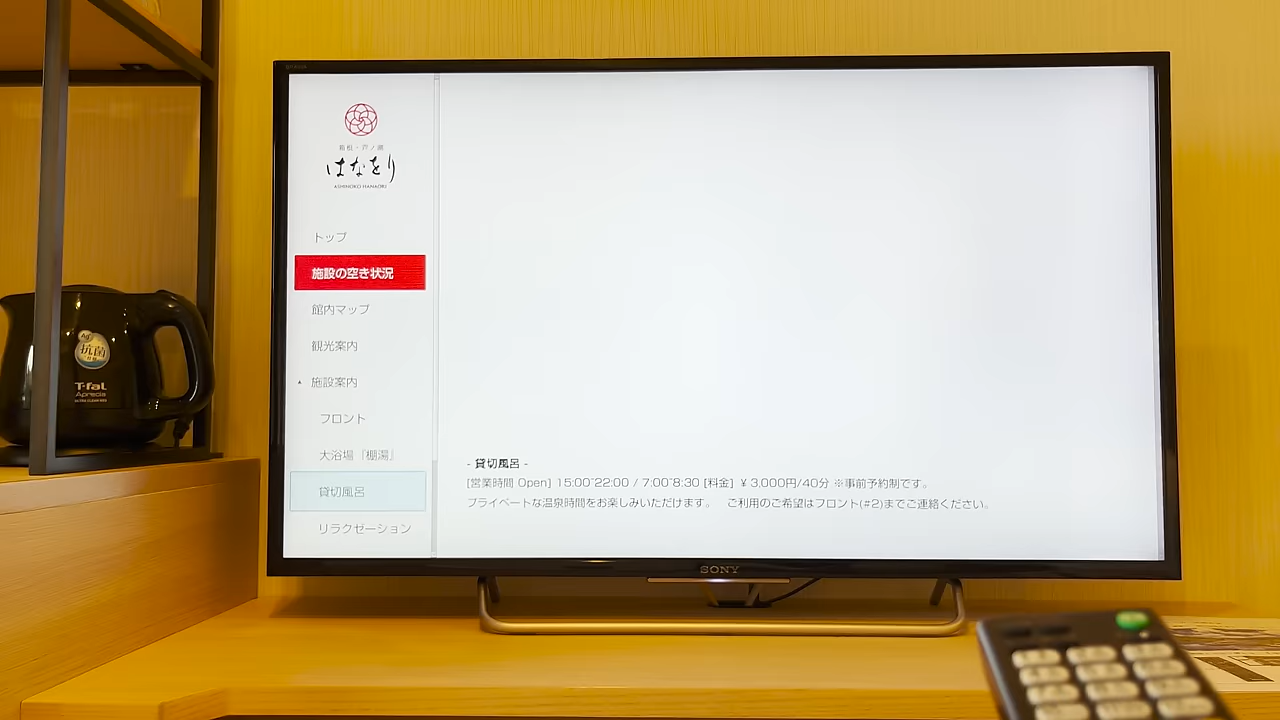 箱根・芦ノ湖
はなをり
ASHINOKO HANAORI
トップ
施設の空き状況
館内マップ
観光案内
施設案内
フロント
大浴場「棚湯」
貸切風呂
リラクゼーション
- 貸切風呂 -
[営業時間 Open] 15:00~22:00 / 7:00~8:30 [料金] ¥ 3,000円/40分 ※事前予約制です。
プライベートな温泉時間をお楽しみいただけます。 ご利用のご希望はフロント(#2)までご連絡ください。
SONY
Ag+
抗菌
T-fal
Aprecia